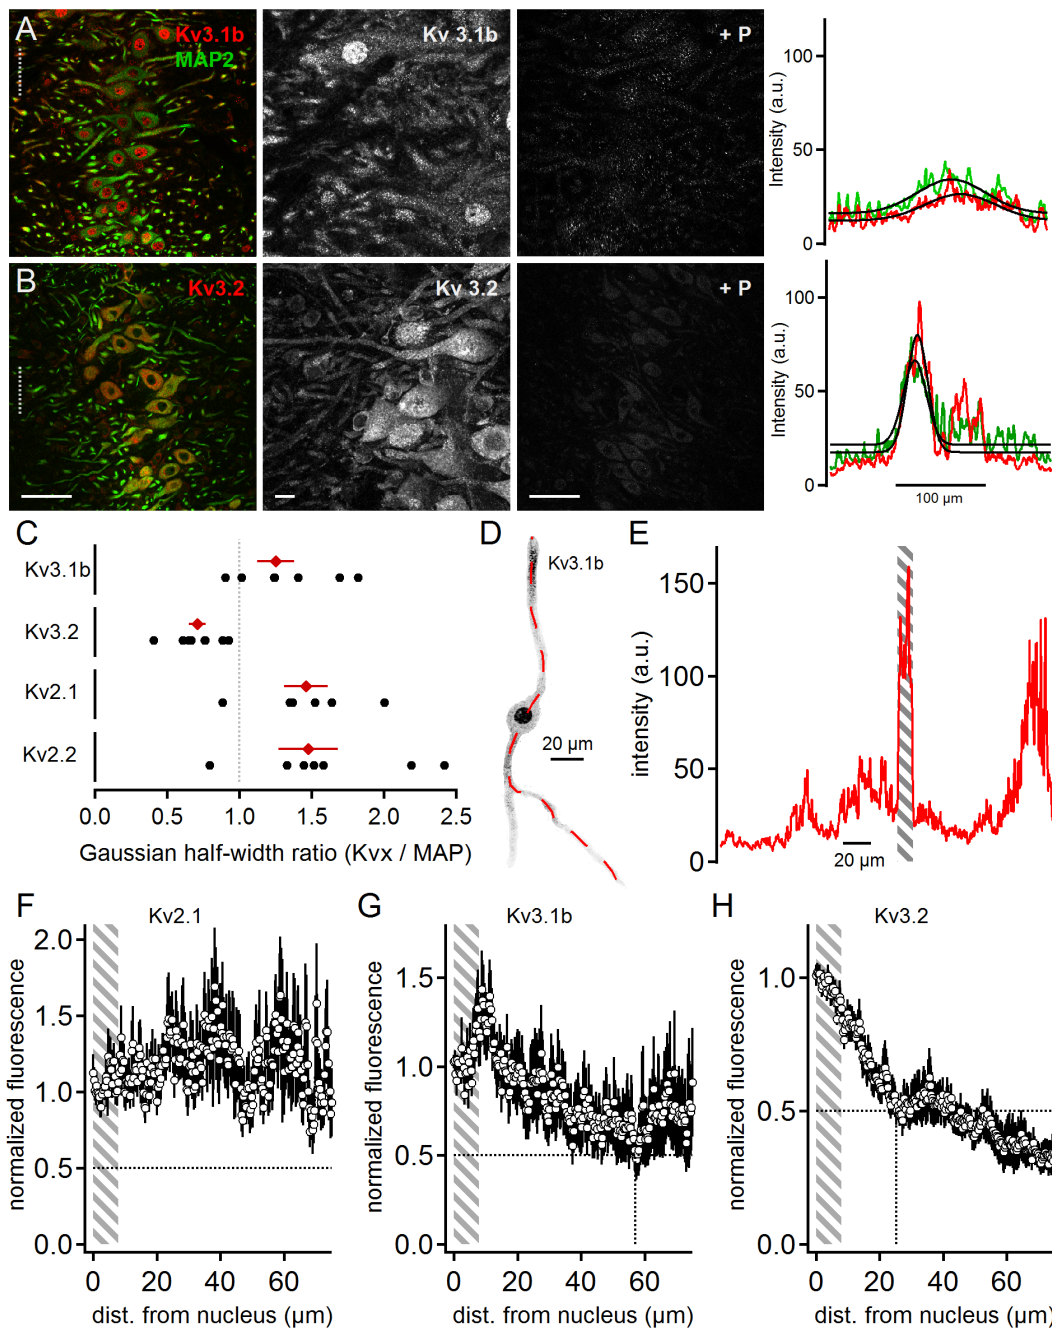 A
Kv3.1b
MAP2
Kv 3.1b
+ P
Intensity (a.u.)
100
50
0
B
Kv3.2
Kv 3.2
+ P
Intensity (a.u.)
100
50
0
100 µm
C
Kv3.1b
Kv3.2
Kv2.1
Kv2.2
0.0 0.5 1.0 1.5 2.0 2.5
Gaussian half-width ratio (Kvx / MAP)
D
Kv3.1b
20 µm
E
intensity (a.u.)
150
100
50
0
20 µm
F
Kv2.1
normalized fluorescence
2.0
1.5
1.0
0.5
0.0
0 20 40 60
dist. from nucleus (µm)
G
Kv3.1b
normalized fluorescence
1.5
1.0
0.5
0.0
0 20 40 60
dist. from nucleus (µm)
H
Kv3.2
normalized fluorescence
1.0
0.5
0.0
0 20 40 60
dist. from nucleus (µm)